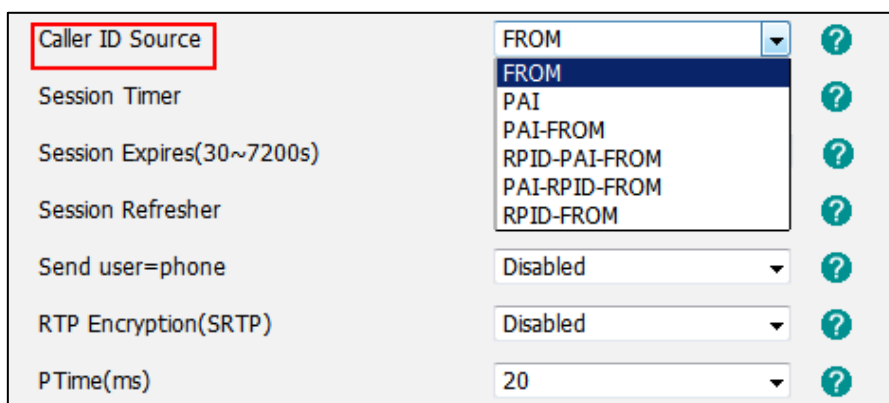 Caller ID Source FROM ?
FROM
Session Timer ?
PAI
PAI-FROM
Session Expires(30~7200s) ?
RPID-PAI-FROM
PAI-RPID-FROM
Session Refresher ?
RPID-FROM
Send user=phone Disabled ?
RTP Encryption(SRTP) Disabled ?
PTime(ms) 20 ?